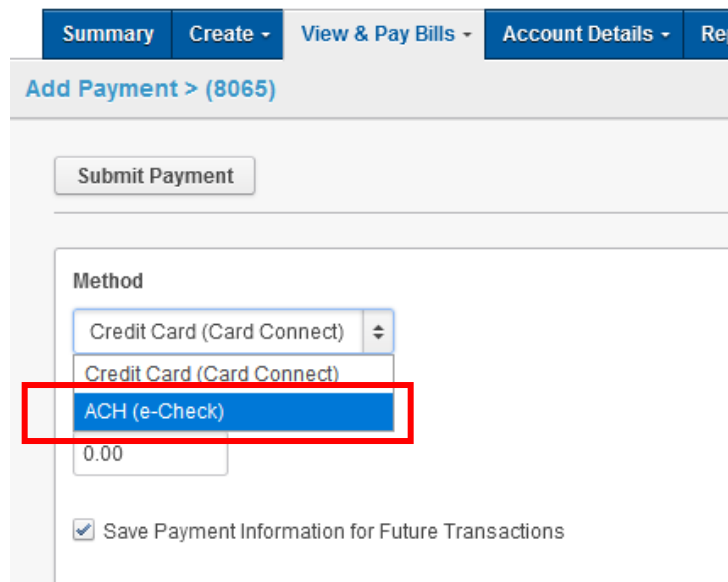 Summary Create View & Pay Bills Account Details
Add Payment > (8065)
Submit Payment
Method
Credit Card (Card Connect)
Credit Card (Card Connect)
ACH (e-Check)
0.00
Save Payment Information for Future Transactions